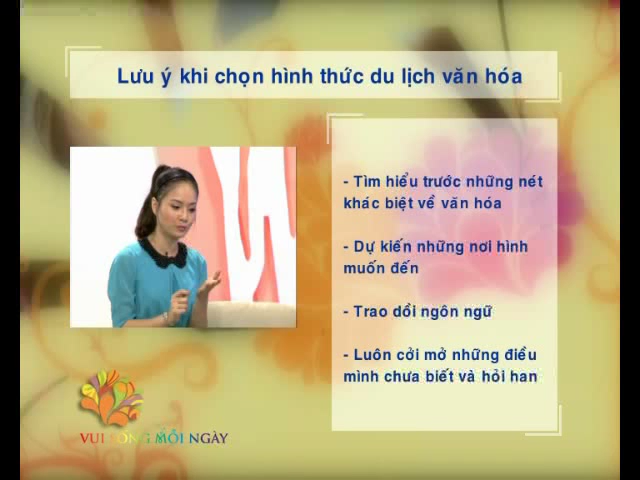 Lưu ý khi chọn hình thức du lịch văn hóa
- Tìm hiểu trước những nét
khác biệt về văn hóa
- Dự kiến những nơi hình
muốn đến
- Trao dồi ngôn ngữ
- Luôn cởi mở những điều
mình chưa biết và hỏi han
VUI SỐNG MỖI NGÀY